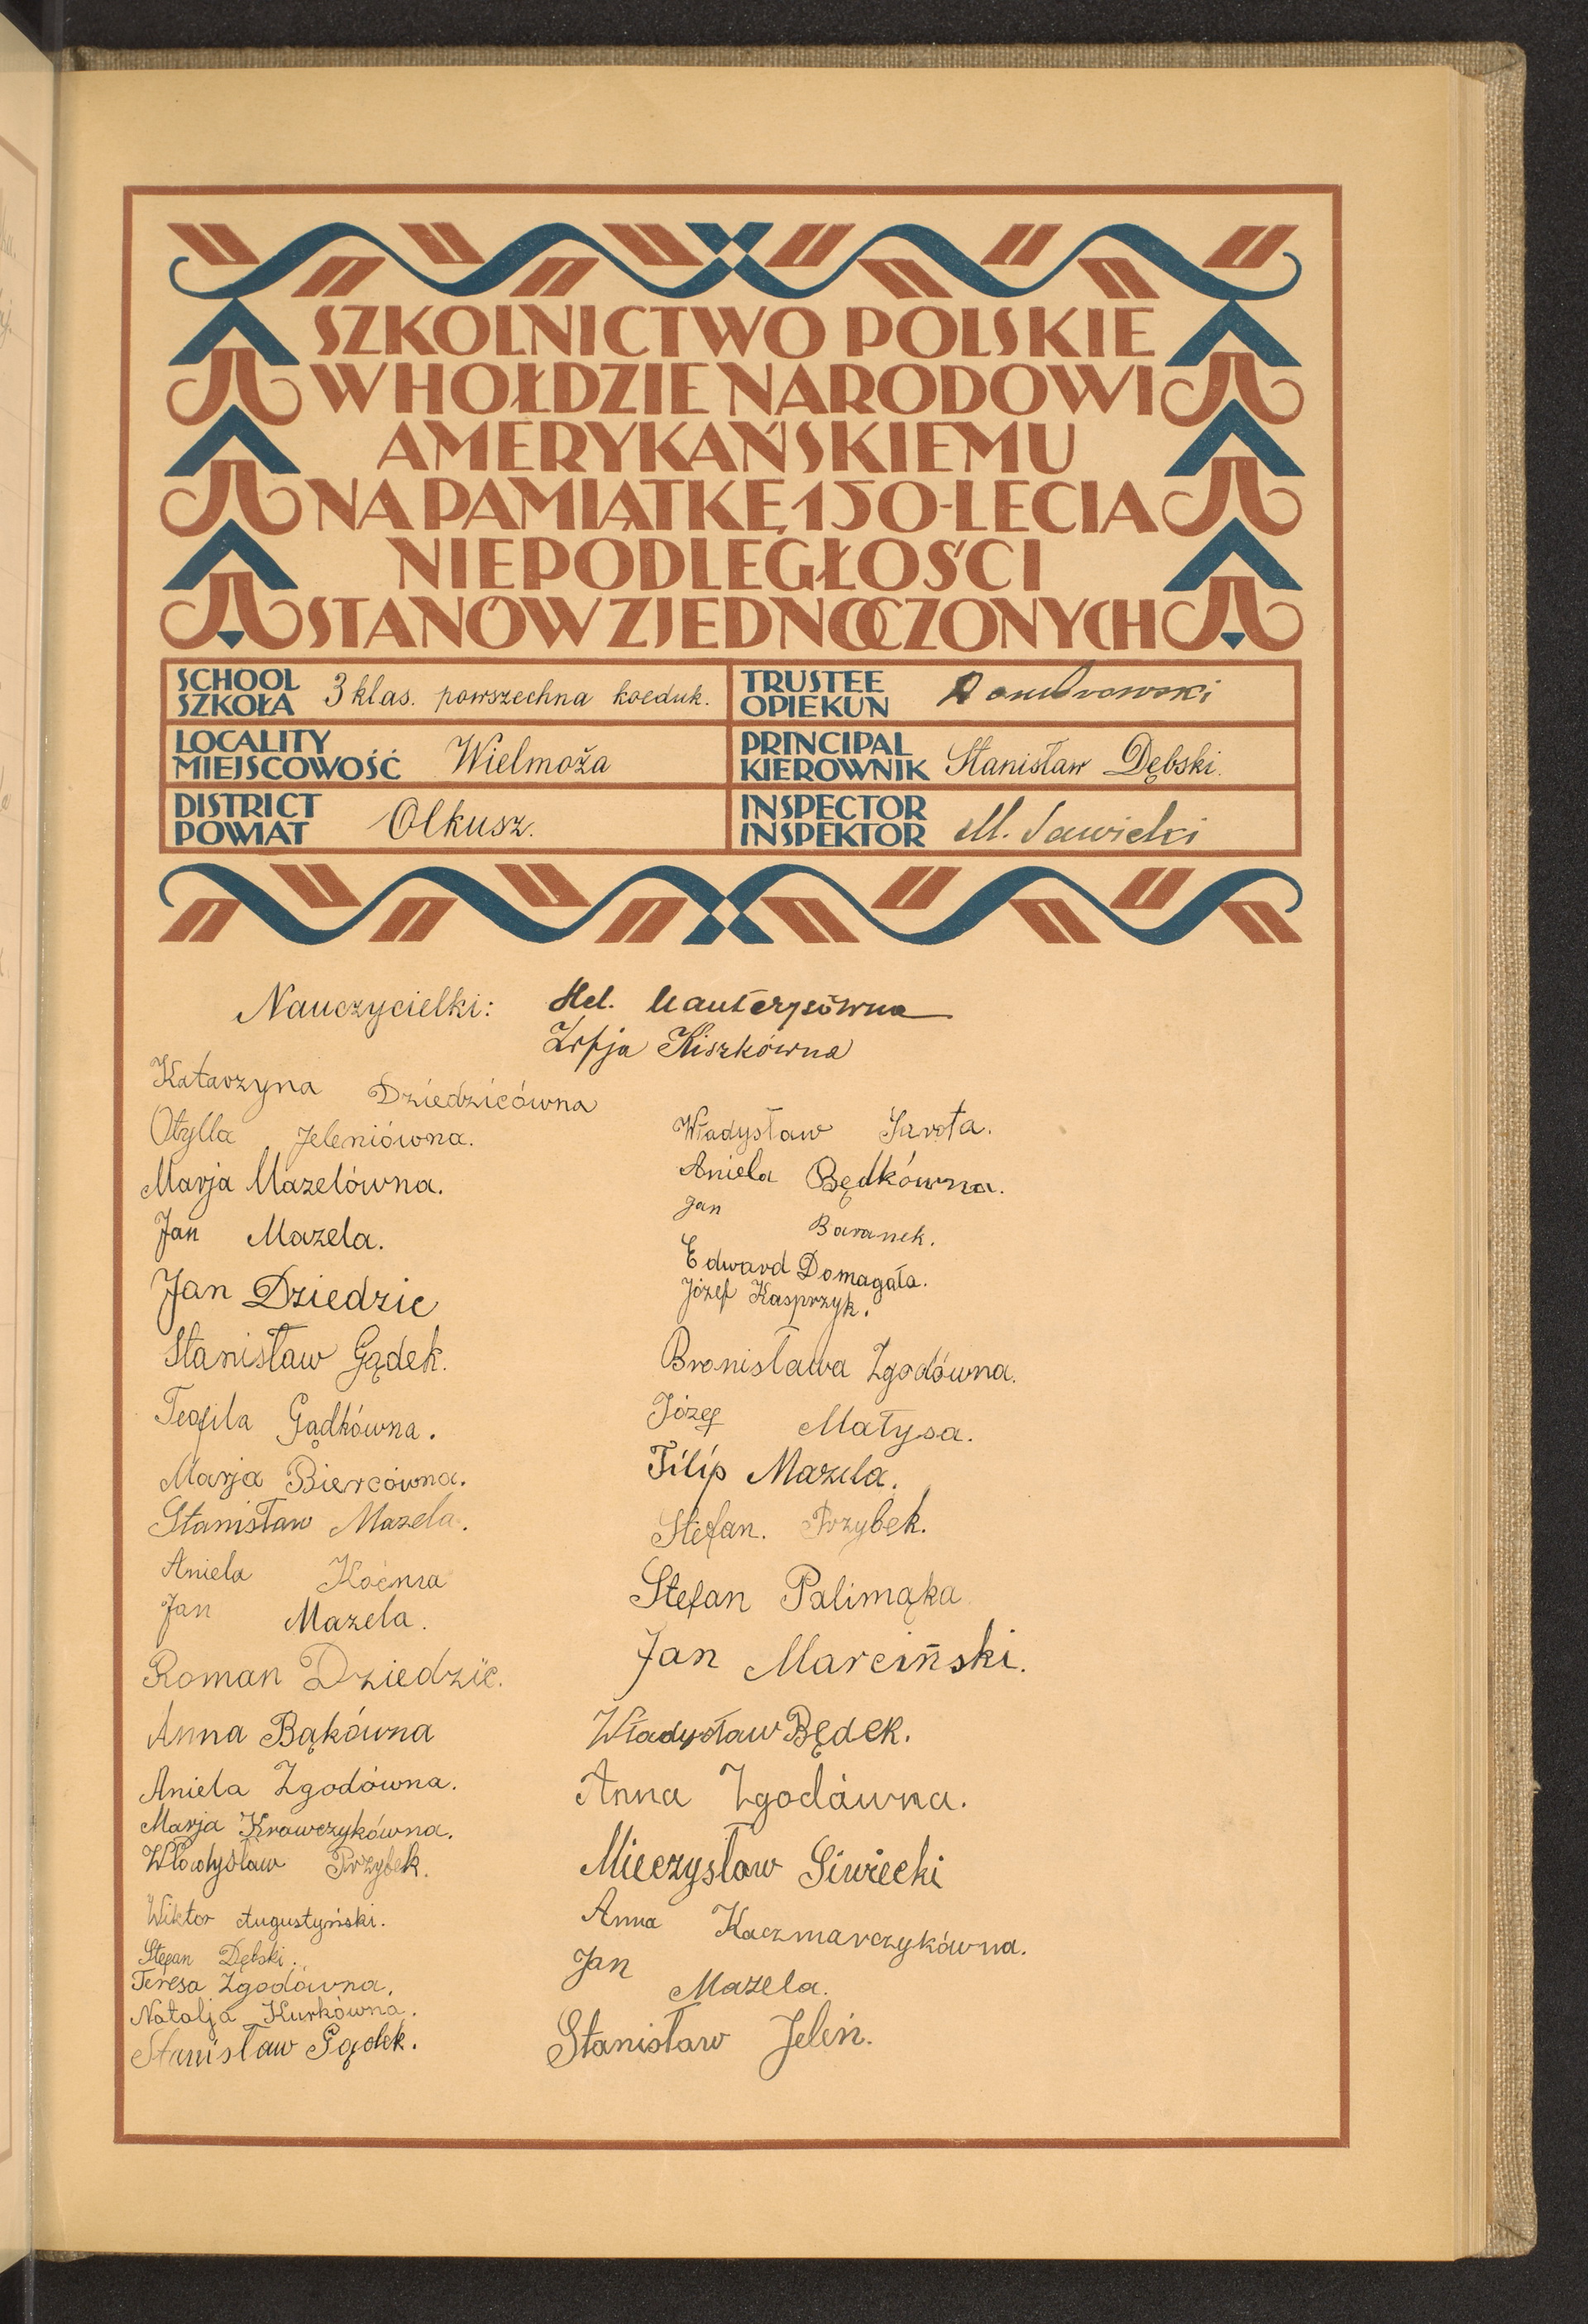 SZKOLNICTWO POLSKIE
W HOŁDZIE NARODOWI
AMERYKAŃSKIEMU
NA PAMIĄTKĘ 150-LECIA
NIEPODLEGŁOŚCI
STANÓW ZJEDNOCZONYCH
SCHOOL
SZKOŁA 3 klas. powszechna koeduk.
TRUSTEE
OPIEKUN
LOCALITY
MIEJSCOWOŚĆ Wielmoża
PRINCIPAL
KIEROWNIK Stanisław Dębski.
DISTRICT
POWIAT Olkusz.
INSPECTOR
INSPEKTOR M. Sawicki
Nauczycielki: Hel.
Zofja Kiszkówna
Katarzyna Dziedzicówna
Otylla Jeleniówna.
Marja Mazelówna.
Jan Mazela.
Jan Dziedzic
Stanisław Gądek.
Teofila Gądkówna.
Marja Biercówna.
Stanisław Mazela.
Aniela
Jan Mazela.
Roman Dziedzic.
Anna Bąkówna
Aniela Zgodówna.
Marja Krawczykówna.
Władysław Przybek.
Wiktor Augustyński.
Stefan Dębski.
Teresa Zgodówna.
Natalja Kurkówna.
Stanisław Gądek.
Władysław
Aniela Będkówna.
Jan Baranek.
Edward Domagała.
Józef Kasprzyk.
Bronisława Zgodówna.
Józef Małysa.
Filip Mazela.
Stefan. Przybek.
Stefan Palimąka
Jan Marciński.
Władysław Będek.
Anna Zgodówna.
Mieczysław Siwiecki
Anna Kaczmarczykówna.
Jan Mazela.
Stanisław Jeleń.